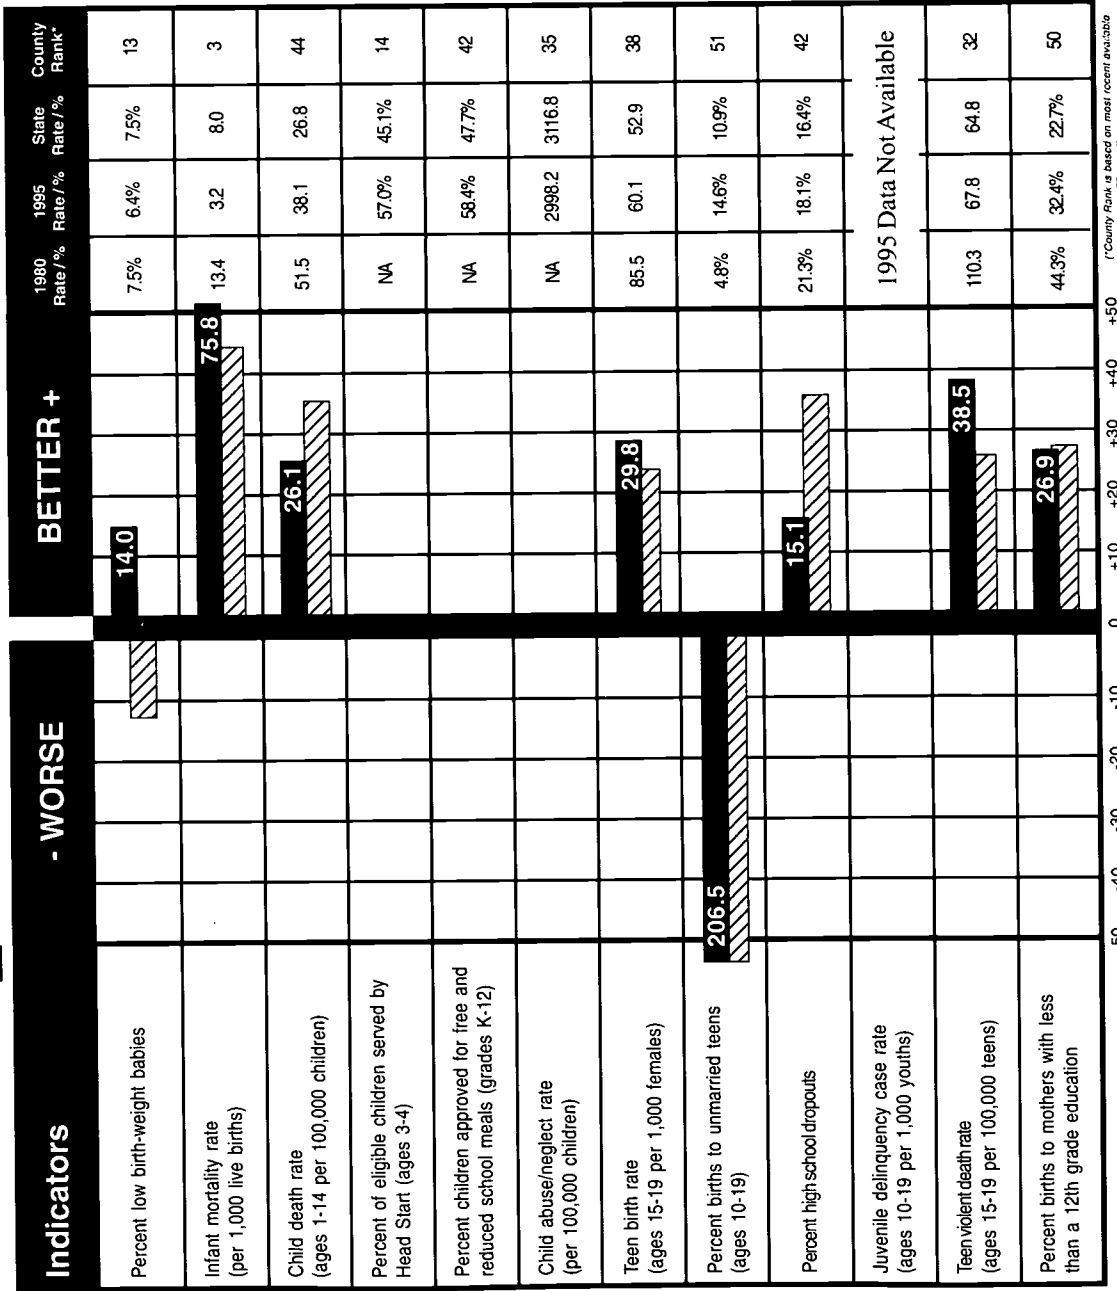 Indicators - WORSE BETTER + 1980 Rate / % 1995 Rate / % State Rate / % County Rank*
Percent low birth-weight babies 14.0 7.5% 6.4% 7.5% 13
Infant mortality rate
(per 1,000 live births) 75.8 13.4 3.2 8.0 3
Child death rate
(ages 1-14 per 100,000 children) 26.1 51.5 38.1 26.8 44
Percent of eligible children served by
Head Start (ages 3-4) NA 57.0% 45.1% 14
Percent children approved for free and
reduced school meals (grades K-12) NA 58.4% 47.7% 42
Child abuse/neglect rate
(per 100,000 children) NA 2998.2 3116.8 35
Teen birth rate
(ages 15-19 per 1,000 females) 29.8 85.5 60.1 52.9 38
Percent births to unmarried teens
(ages 10-19) 206.5 4.8% 14.6% 10.9% 51
Percent high school dropouts 15.1 21.3% 18.1% 16.4% 42
Juvenile delinquency case rate
(ages 10-19 per 1,000 youths) 1995 Data Not Available
Teen violent death rate
(ages 15-19 per 100,000 teens) 38.5 110.3 67.8 64.8 32
Percent births to mothers with less
than a 12th grade education 26.9 44.3% 32.4% 22.7% 50
-50 -40 -30 -20 -10 0 +10 +20 +30 +40 +50
(*County Rank is based on most recent available